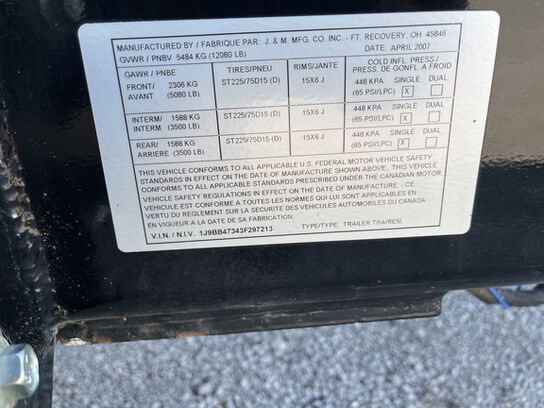 MANUFACTURED BY / FABRIQUE PAR: J. & M. MFG. CO. INC. - FT. RECOVERY, OH 45846
GVWR / PNBV 5484 KG (12080 LB) DATE: APRIL 2007
GAWR / PNBE TIRES/PNEU RIMS/JANTE COLD INFL. PRESS./ PRESS. DE GONFL. A FROID
FRONT/ AVANT 2306 KG (5080 LB) ST225/75D15 (D) 15X6 J 448 KPA (65 PSI/LPC) SINGLE X DUAL
INTERM/ INTERM 1588 KG (3500 LB) ST225/75D15 (D) 15X6 J 448 KPA (65 PSI/LPC) SINGLE X DUAL
REAR/ ARRIERE 1588 KG (3500 LB) ST225/75D15 (D) 15X6 J 448 KPA (65 PSI/LPC) SINGLE X DUAL
THIS VEHICLE CONFORMS TO ALL APPLICABLE U.S. FEDERAL MOTOR VEHICLE SAFETY
STANDARDS IN EFFECT ON THE DATE OF MANUFACTURE SHOWN ABOVE. THIS VEHICLE
CONFORMS TO ALL APPLICABLE STANDARDS PRESCRIBED UNDER THE CANADIAN MOTOR
VEHICLE SAFETY REGULATIONS IN EFFECT ON THE DATE OF MANUFACTURE. - CE
VEHICULE EST CONFORME A TOUTES LES NORMES QUI LUI SONT APPLICABLES EN
VERTU DU REGLEMENT SUR LA SECURITE DES VEHICULES AUTOMOBILES DU CANADA
EN VIGUEUR A LA DATE DE SA FABRICATION
V.I.N. / N.I.V. 1J9BB47343F297213 TYPE/TYPE: TRAILER TRA/REM.